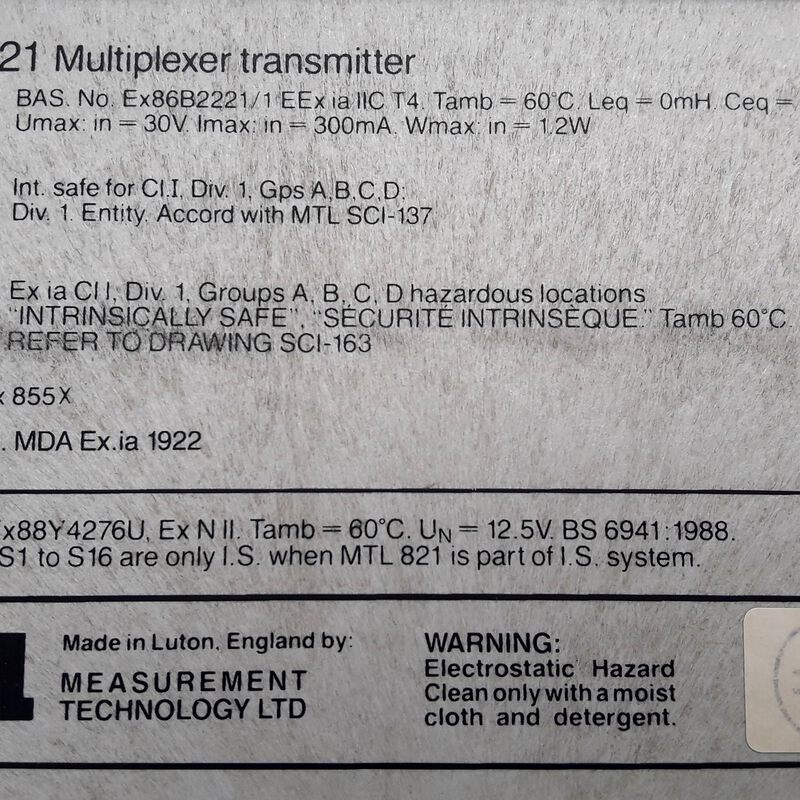 21 Multiplexer transmitter
BAS. No. Ex86B2221/1 EEx ia IIC T4. Tamb = 60°C. Leq = 0mH. Ceq =
Umax: in = 30V. Imax: in = 300mA. Wmax: in = 1.2W
Int. safe for Cl.I, Div. 1, Gps A,B,C,D:
Div. 1. Entity. Accord with MTL SCI-137
Ex ia Cl I, Div. 1, Groups A, B, C, D hazardous locations
"INTRINSICALLY SAFE", "SÉCURITÉ INTRINSÈQUE." Tamb 60°C.
REFER TO DRAWING SCI-163
x 855X
. MDA Ex.ia 1922
x88Y4276U, Ex N II. Tamb = 60°C. UN = 12.5V. BS 6941:1988.
S1 to S16 are only I.S. when MTL 821 is part of I.S. system.
Made in Luton, England by:
MEASUREMENT
TECHNOLOGY LTD
WARNING:
Electrostatic Hazard
Clean only with a moist
cloth and detergent.